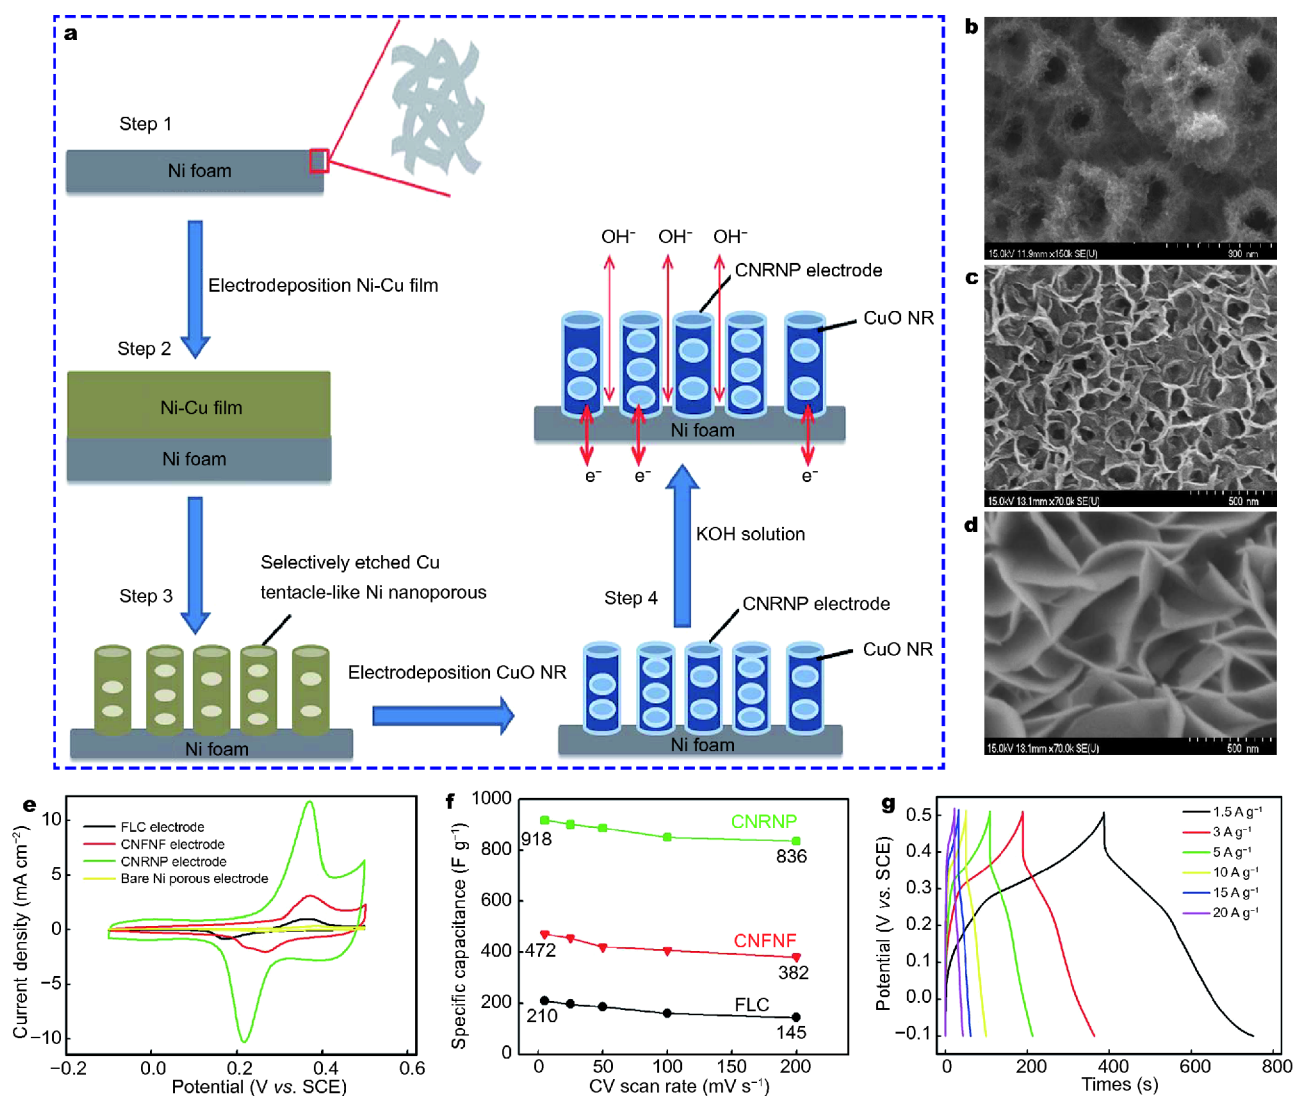 a
Step 1
Ni foam
Electrodeposition Ni-Cu film
Step 2
Ni-Cu film
Ni foam
Step 3
Selectively etched Cu
tentacle-like Ni nanoporous
Ni foam
Electrodeposition CuO NR
Step 4
CNRNP electrode
CuO NR
Ni foam
KOH solution
OH⁻ OH⁻ OH⁻
CNRNP electrode
CuO NR
Ni foam
e⁻ e⁻ e⁻
b
15.0kV 11.9mm x150k SE(U) 300 nm
c
15.0kV 13.1mm x70.0k SE(U) 500 nm
d
15.0kV 13.1mm x70.0k SE(U) 500 nm
e
Current density (mA cm⁻²)
10
5
0
−5
−10
FLC electrode
CNFNF electrode
CNRNP electrode
Bare Ni porous electrode
−0.2 0.0 0.2 0.4 0.6
Potential (V vs. SCE)
f
Specific capacitance (F g⁻¹)
1000
800
600
400
200
0
CNRNP
918
836
CNFNF
472
382
FLC
210
145
0 50 100 150 200
CV scan rate (mV s⁻¹)
g
Potential (V vs. SCE)
0.5
0.4
0.3
0.2
0.0
−0.1
1.5 A g⁻¹
3 A g⁻¹
5 A g⁻¹
10 A g⁻¹
15 A g⁻¹
20 A g⁻¹
0 200 400 600 800
Times (s)